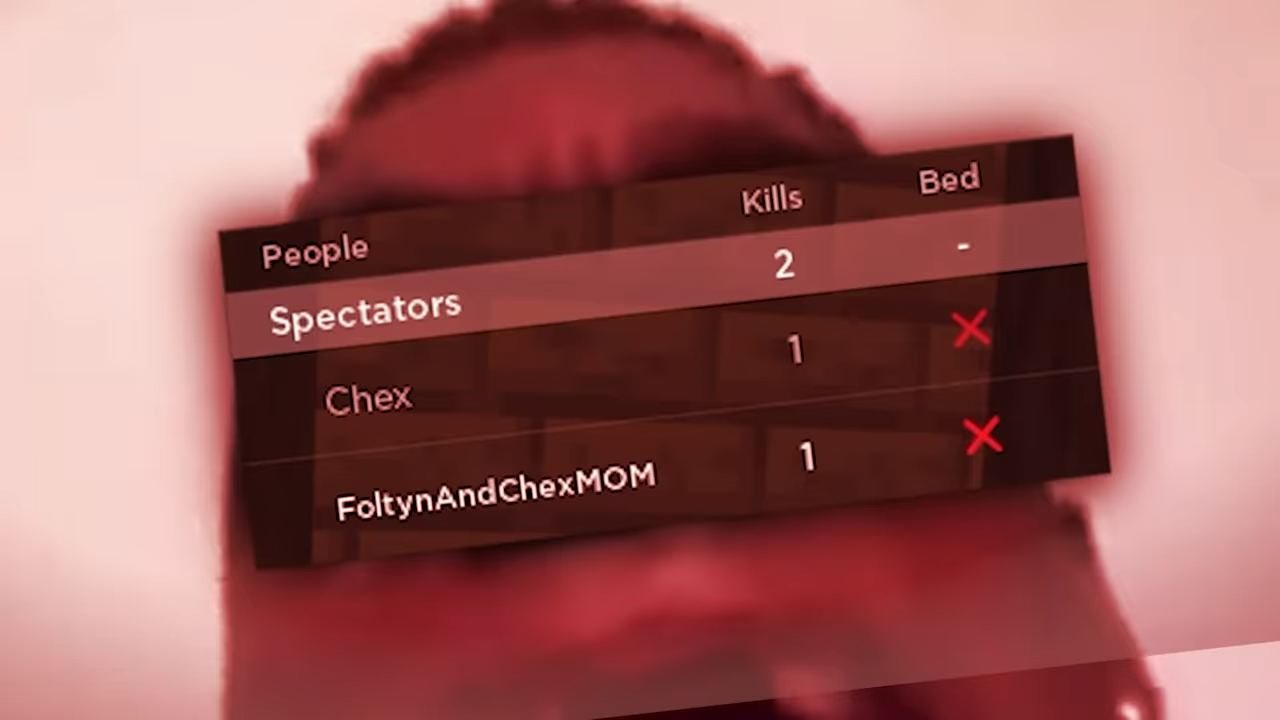 People Kills Bed
Spectators 2 -
Chex 1 ✕
FoltynAndChexMOM 1 ✕